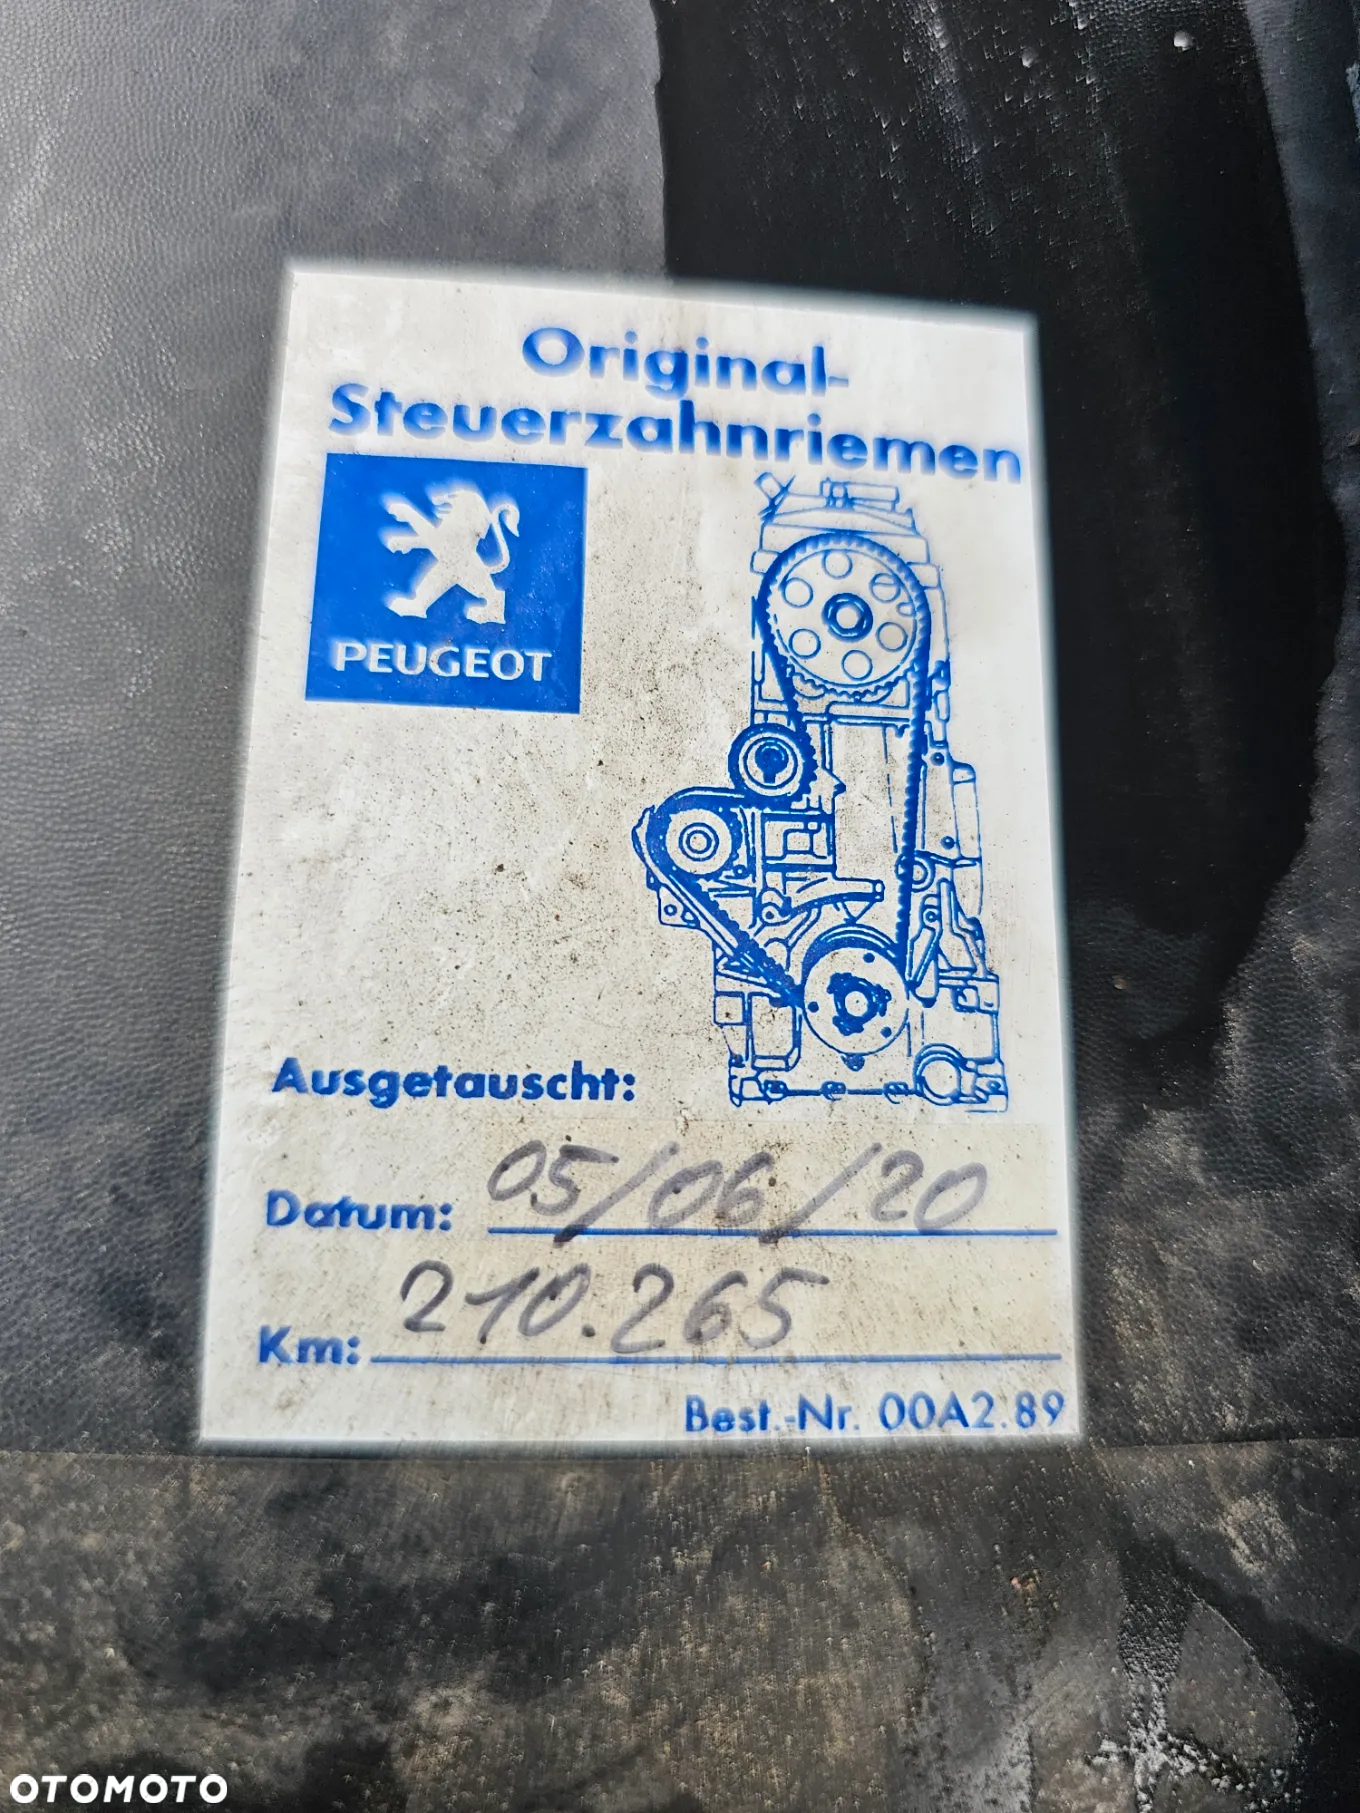 Original-
Steuerzahnriemen
PEUGEOT
Ausgetauscht:
Datum: 05/06/20
Km: 210.265
Best.-Nr. 00A2.89
OTOMOTO